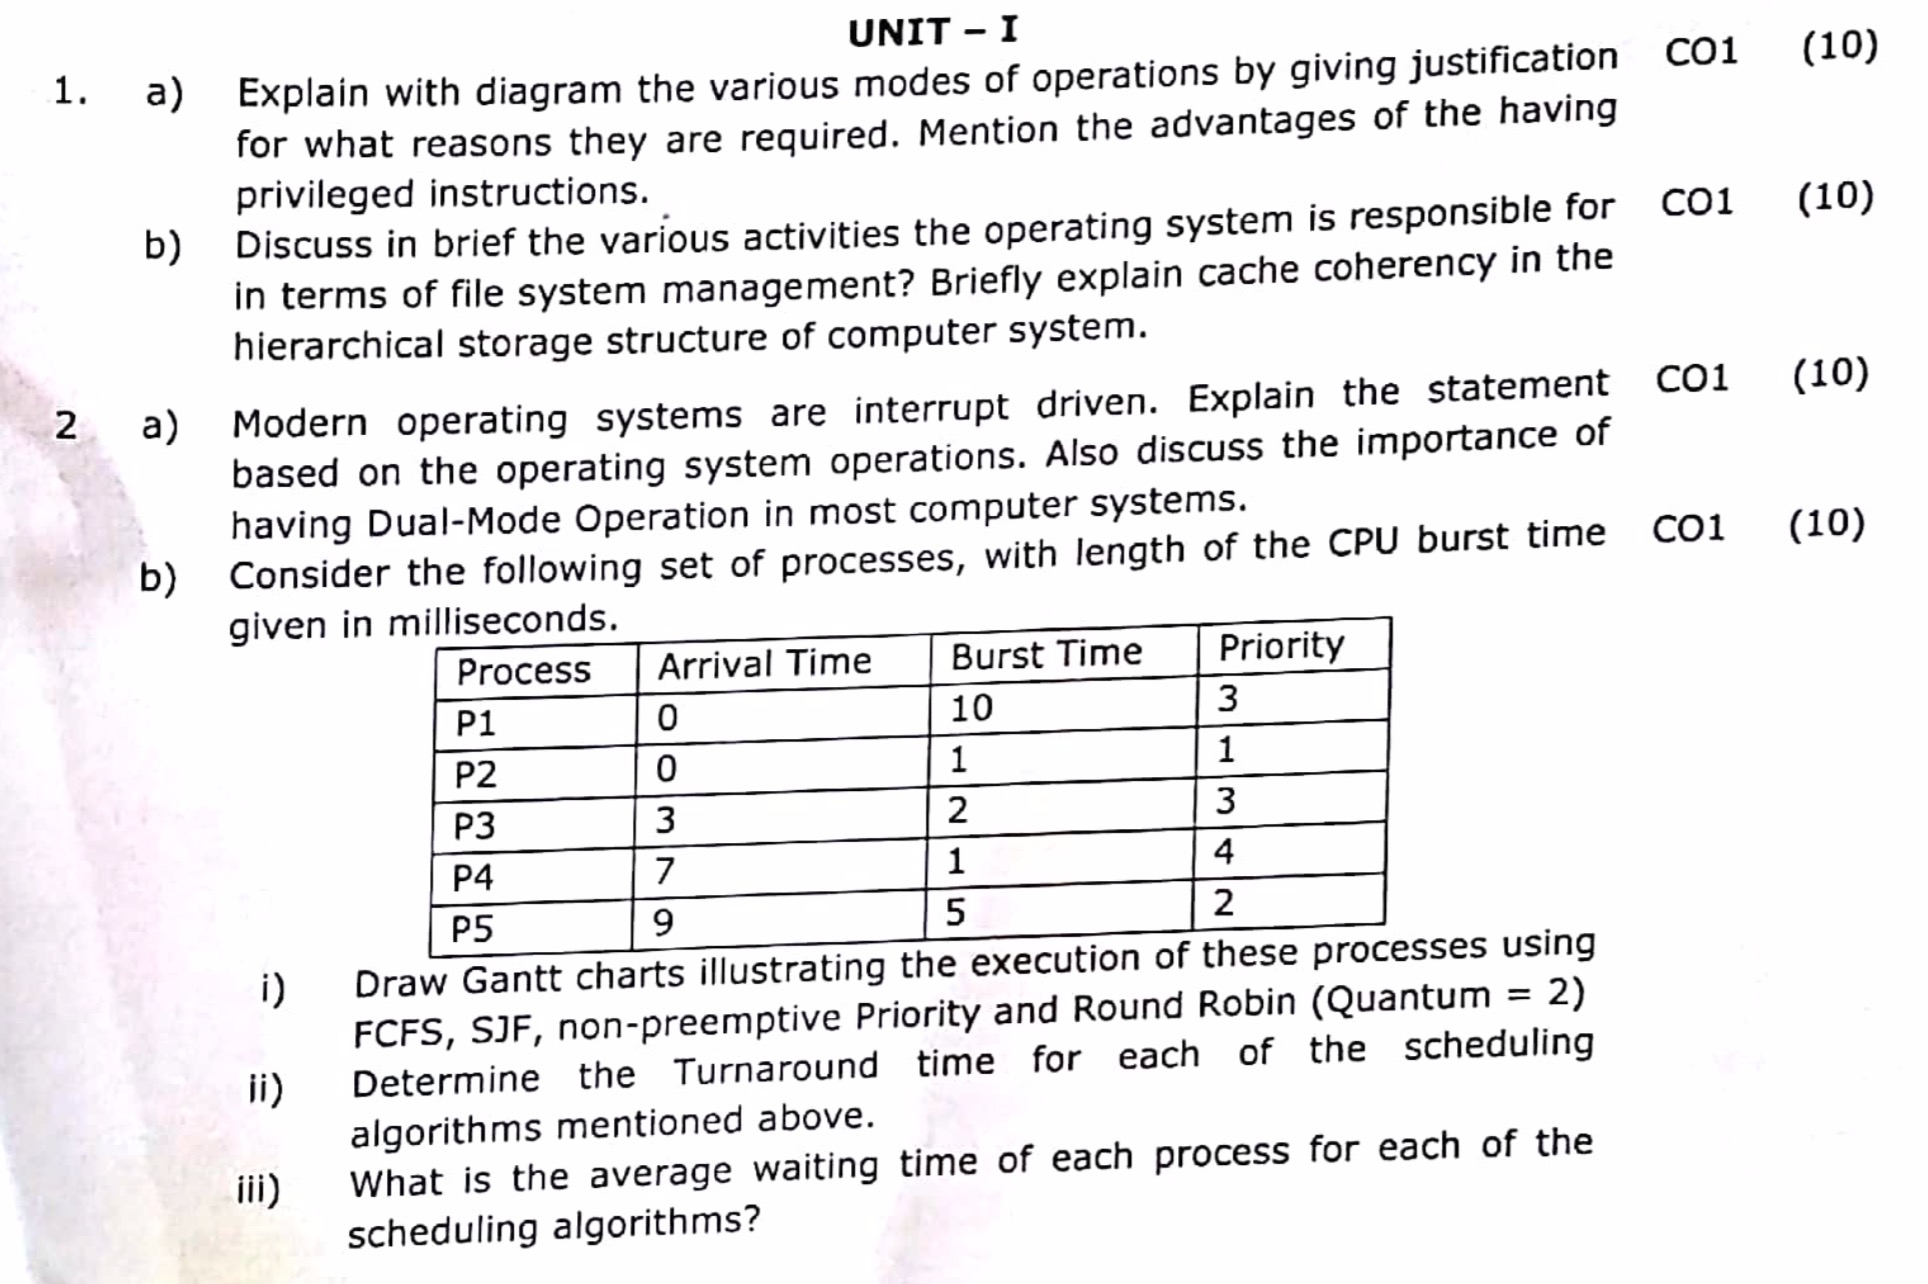 UNIT – I
1. a) Explain with diagram the various modes of operations by giving justification CO1 (10)
for what reasons they are required. Mention the advantages of the having
privileged instructions.
b) Discuss in brief the various activities the operating system is responsible for CO1 (10)
in terms of file system management? Briefly explain cache coherency in the
hierarchical storage structure of computer system.
2 a) Modern operating systems are interrupt driven. Explain the statement CO1 (10)
based on the operating system operations. Also discuss the importance of
having Dual-Mode Operation in most computer systems.
b) Consider the following set of processes, with length of the CPU burst time CO1 (10)
given in milliseconds.
Process Arrival Time Burst Time Priority
P1 0 10 3
P2 0 1 1
P3 3 2 3
P4 7 1 4
P5 9 5 2
i) Draw Gantt charts illustrating the execution of these processes using
FCFS, SJF, non-preemptive Priority and Round Robin (Quantum = 2)
ii) Determine the Turnaround time for each of the scheduling
algorithms mentioned above.
iii) What is the average waiting time of each process for each of the
scheduling algorithms?